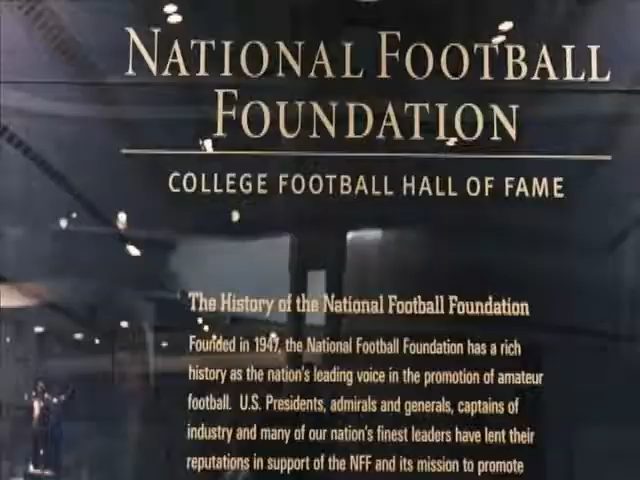 NATIONAL FOOTBALL
FOUNDATION
COLLEGE FOOTBALL HALL OF FAME
The History of the National Football Foundation
Founded in 1947, the National Football Foundation has a rich
history as the nation's leading voice in the promotion of amateur
football. U.S. Presidents, admirals and generals, captains of
industry and many of our nation's finest leaders have lent their
reputations in support of the NFF and its mission to promote